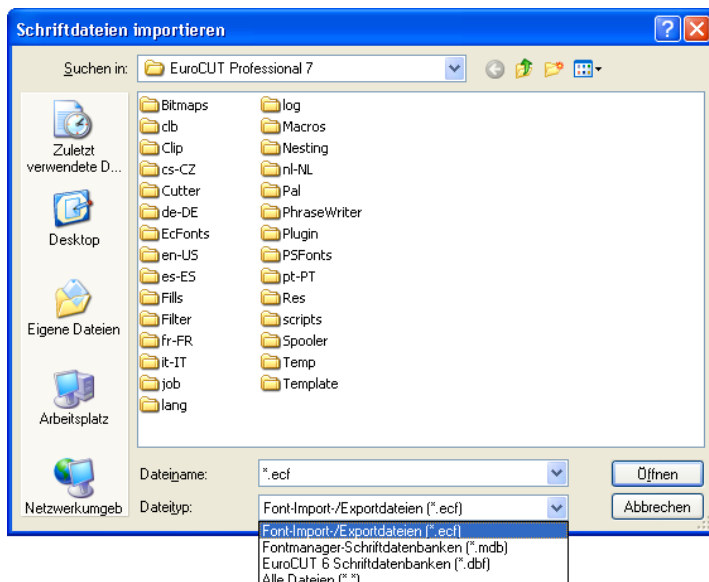 Schriftdateien importieren
Suchen in: EuroCUT Professional 7
Zuletzt
verwendete D...
Desktop
Eigene Dateien
Arbeitsplatz
Netzwerkumgeb
Bitmaps
clb
Clip
cs-CZ
Cutter
de-DE
EcFonts
en-US
es-ES
Fills
Filter
fr-FR
it-IT
job
lang
log
Macros
Nesting
nl-NL
Pal
PhraseWriter
Plugin
PSFonts
pt-PT
Res
scripts
Spooler
Temp
Template
Dateiname: *.ecf Öffnen
Dateityp: Font-Import-/Exportdateien (*.ecf) Abbrechen
Font-Import-/Exportdateien (*.ecf)
Fontmanager-Schriftdatenbanken (*.mdb)
EuroCUT 6 Schriftdatenbanken (*.dbf)
Alle Dateien (*.*)